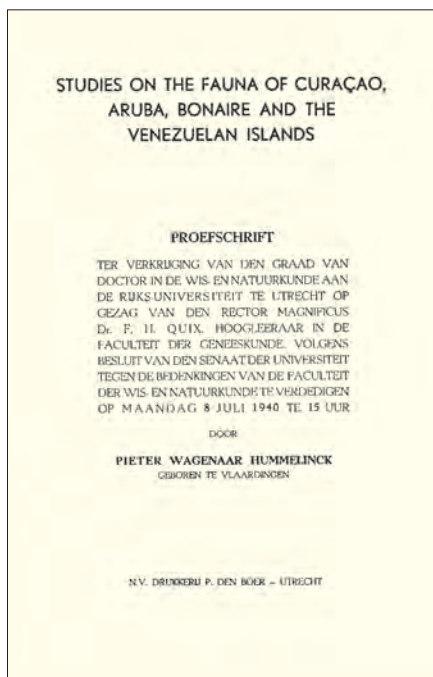 STUDIES ON THE FAUNA OF CURAÇAO,
ARUBA, BONAIRE AND THE
VENEZUELAN ISLANDS
PROEFSCHRIFT
TER VERKRIJGING VAN DEN GRAAD VAN
DOCTOR IN DE WIS- EN NATUURKUNDE AAN
DE RIJKS-UNIVERSITEIT TE UTRECHT OP
GEZAG VAN DEN RECTOR MAGNIFICUS
Dr. F. H. QUIX, HOOGLEERAAR IN DE
FACULTEIT DER GENEESKUNDE, VOLGENS
BESLUIT VAN DEN SENAAT DER UNIVERSITEIT
TEGEN DE BEDENKINGEN VAN DE FACULTEIT
DER WIS- EN NATUURKUNDE TE VERDEDIGEN
OP MAANDAG 8 JULI 1940 TE 15 UUR
DOOR
PIETER WAGENAAR HUMMELINCK
GEBOREN TE VLAARDINGEN
N.V. DRUKKERIJ P. DEN BOER – UTRECHT